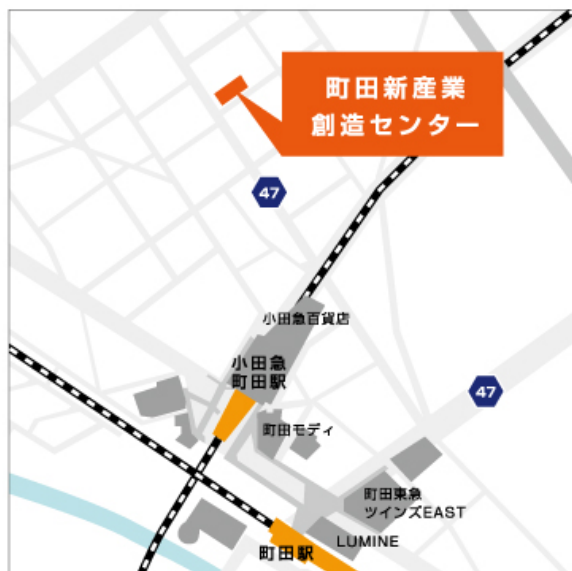 町田新産業
創造センター
47
小田急百貨店
小田急
町田駅
47
町田モディ
町田東急
ツインズEAST
LUMINE
町田駅